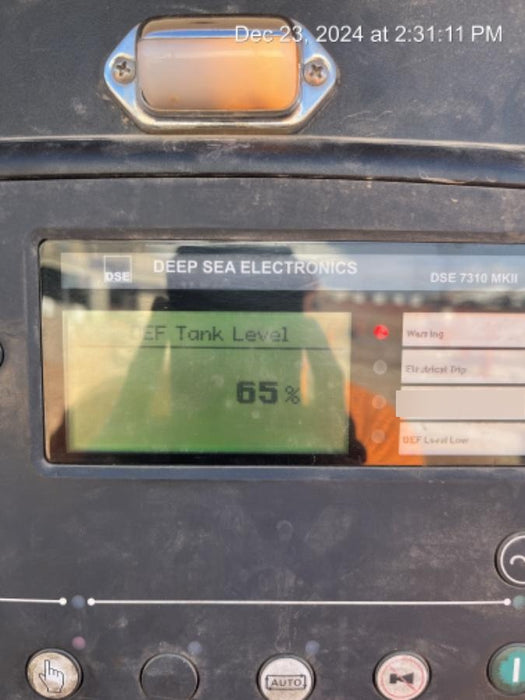 Dec 23, 2024 at 2:31:11 PM
DSE
DEEP SEA ELECTRONICS
DSE 7310 MKII
DEF Tank Level
65 %
Warning
Electrical Trip
DEF Level Low
AUTO